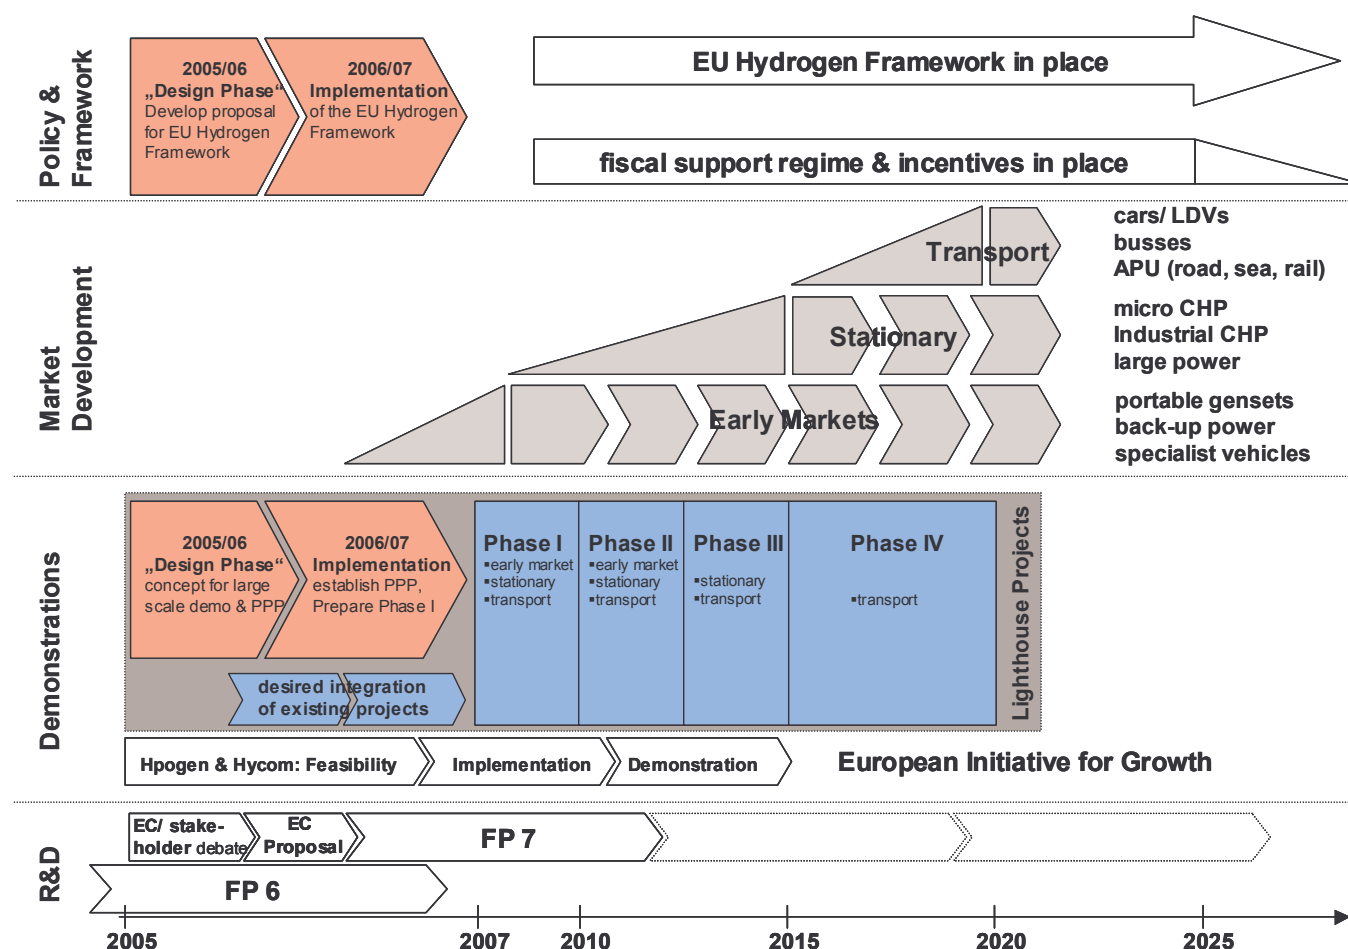 Policy &
Framework
2005/06
„Design Phase“
Develop proposal
for EU Hydrogen
Framework
2006/07
Implementation
of the EU Hydrogen
Framework
EU Hydrogen Framework in place
fiscal support regime & incentives in place
Market
Development
Transport
cars/ LDVs
busses
APU (road, sea, rail)
Stationary
micro CHP
Industrial CHP
large power
Early Markets
portable gensets
back-up power
specialist vehicles
Demonstrations
2005/06
„Design Phase“
concept for large
scale demo & PPP
2006/07
Implementation
establish PPP,
Prepare Phase I
desired integration
of existing projects
Phase I
▪early market
▪stationary
▪transport
Phase II
▪early market
▪stationary
▪transport
Phase III
▪stationary
▪transport
Phase IV
▪transport
Lighthouse Projects
Hpogen & Hycom: Feasibility
Implementation
Demonstration
European Initiative for Growth
R&D
EC/ stake-
holder debate
EC
Proposal
FP 7
FP 6
2005
2007
2010
2015
2020
2025